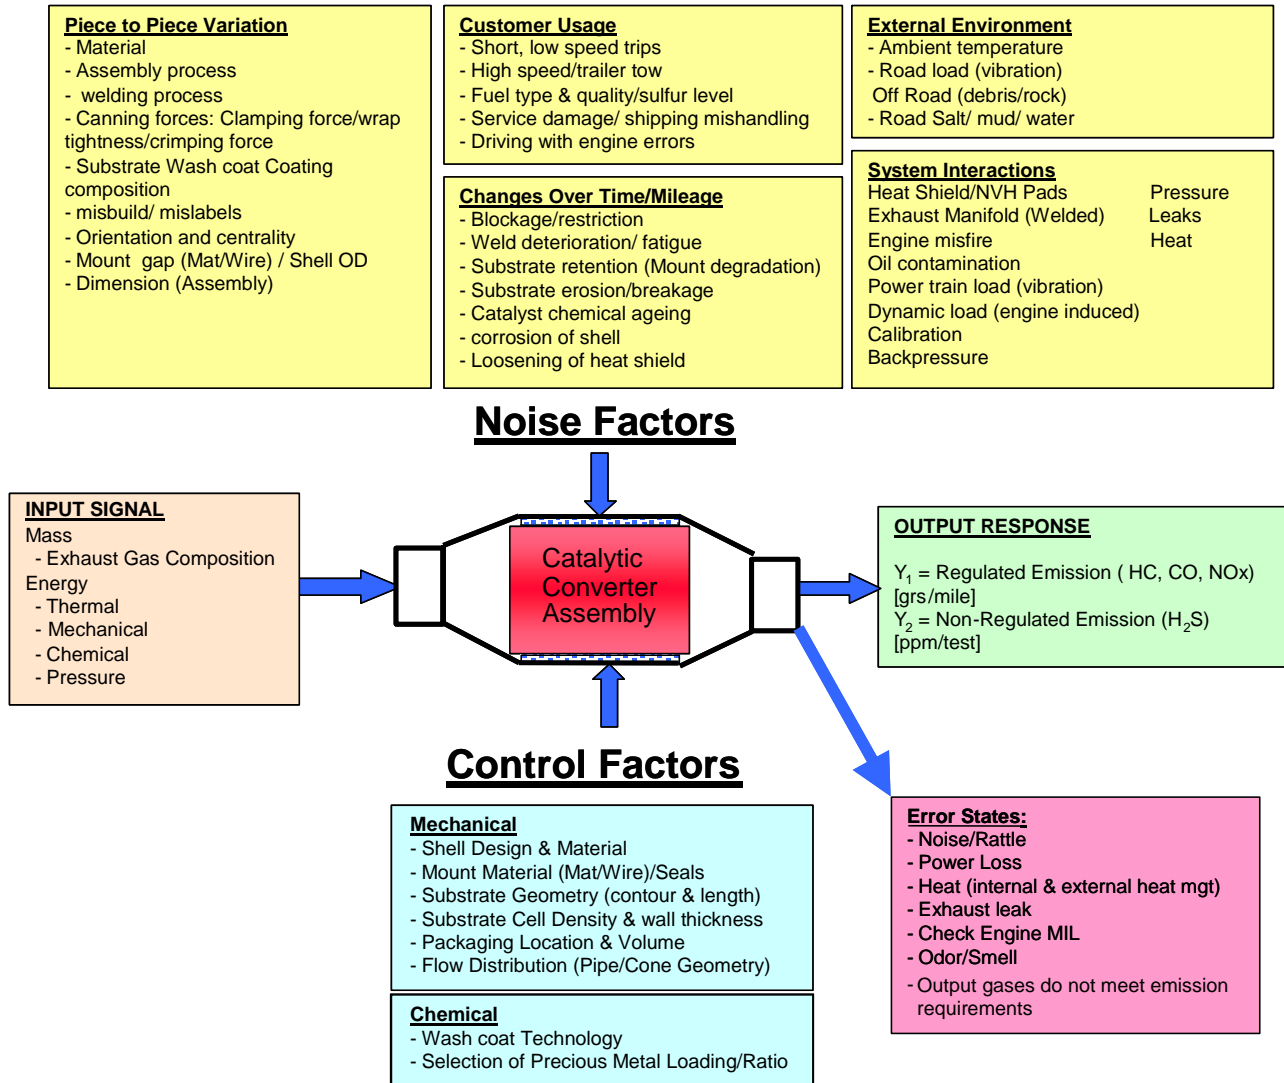 Piece to Piece Variation
- Material
- Assembly process
- welding process
- Canning forces: Clamping force/wrap
tightness/crimping force
- Substrate Wash coat Coating
composition
- misbuild/ mislabels
- Orientation and centrality
- Mount gap (Mat/Wire) / Shell OD
- Dimension (Assembly)
Customer Usage
- Short, low speed trips
- High speed/trailer tow
- Fuel type & quality/sulfur level
- Service damage/ shipping mishandling
- Driving with engine errors
Changes Over Time/Mileage
- Blockage/restriction
- Weld deterioration/ fatigue
- Substrate retention (Mount degradation)
- Substrate erosion/breakage
- Catalyst chemical ageing
- corrosion of shell
- Loosening of heat shield
External Environment
- Ambient temperature
- Road load (vibration)
Off Road (debris/rock)
- Road Salt/ mud/ water
System Interactions
Heat Shield/NVH Pads Pressure
Exhaust Manifold (Welded) Leaks
Engine misfire Heat
Oil contamination
Power train load (vibration)
Dynamic load (engine induced)
Calibration
Backpressure
Noise Factors
INPUT SIGNAL
Mass
- Exhaust Gas Composition
Energy
- Thermal
- Mechanical
- Chemical
- Pressure
Catalytic
Converter
Assembly
OUTPUT RESPONSE
Y1 = Regulated Emission ( HC, CO, NOx)
[grs/mile]
Y2 = Non-Regulated Emission (H2S)
[ppm/test]
Control Factors
Mechanical
- Shell Design & Material
- Mount Material (Mat/Wire)/Seals
- Substrate Geometry (contour & length)
- Substrate Cell Density & wall thickness
- Packaging Location & Volume
- Flow Distribution (Pipe/Cone Geometry)
Chemical
- Wash coat Technology
- Selection of Precious Metal Loading/Ratio
Error States:
- Noise/Rattle
- Power Loss
- Heat (internal & external heat mgt)
- Exhaust leak
- Check Engine MIL
- Odor/Smell
- Output gases do not meet emission
requirements